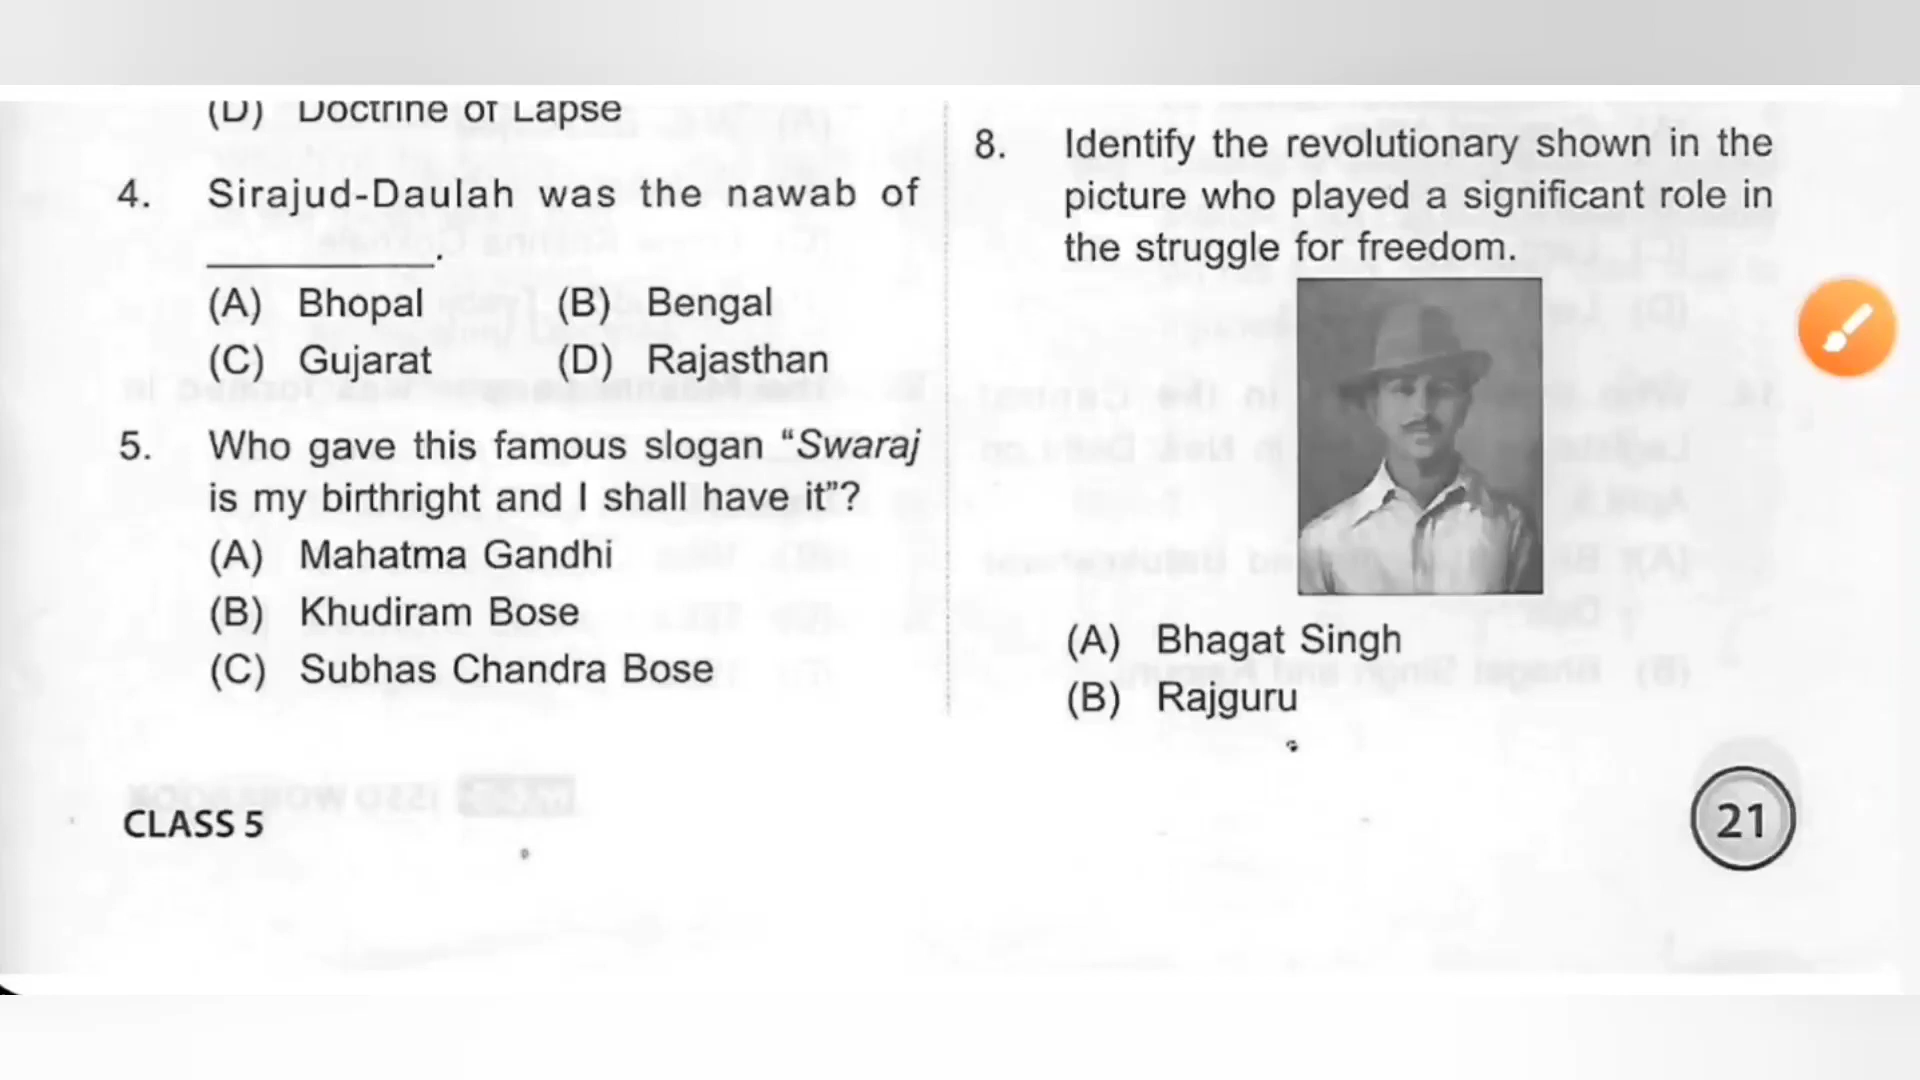 (D) Doctrine of Lapse
4. Sirajud-Daulah was the nawab of
____________.
(A) Bhopal (B) Bengal
(C) Gujarat (D) Rajasthan
5. Who gave this famous slogan “Swaraj
is my birthright and I shall have it”?
(A) Mahatma Gandhi
(B) Khudiram Bose
(C) Subhas Chandra Bose
8. Identify the revolutionary shown in the
picture who played a significant role in
the struggle for freedom.
(A) Bhagat Singh
(B) Rajguru
CLASS 5
21